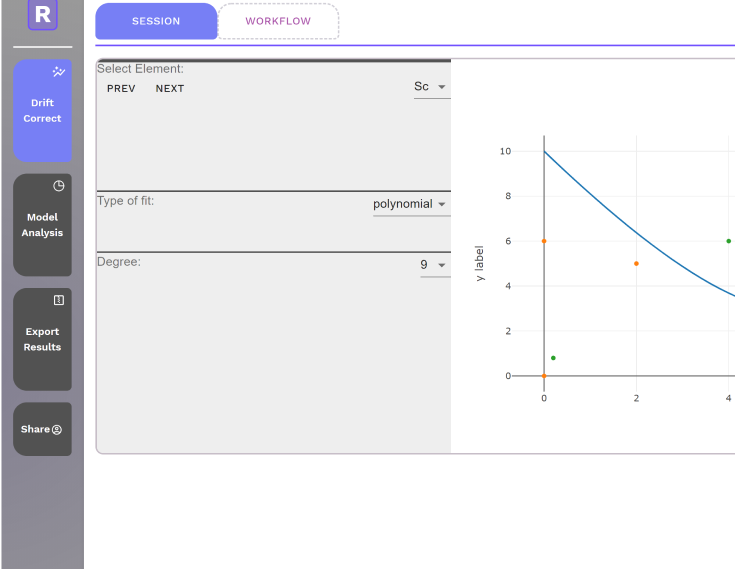 R
SESSION
WORKFLOW
Drift
Correct
Model
Analysis
Export
Results
Share
Select Element:
PREV NEXT
Sc
Type of fit:
polynomial
Degree:
9
y label
10
8
6
4
2
0
0 2 4